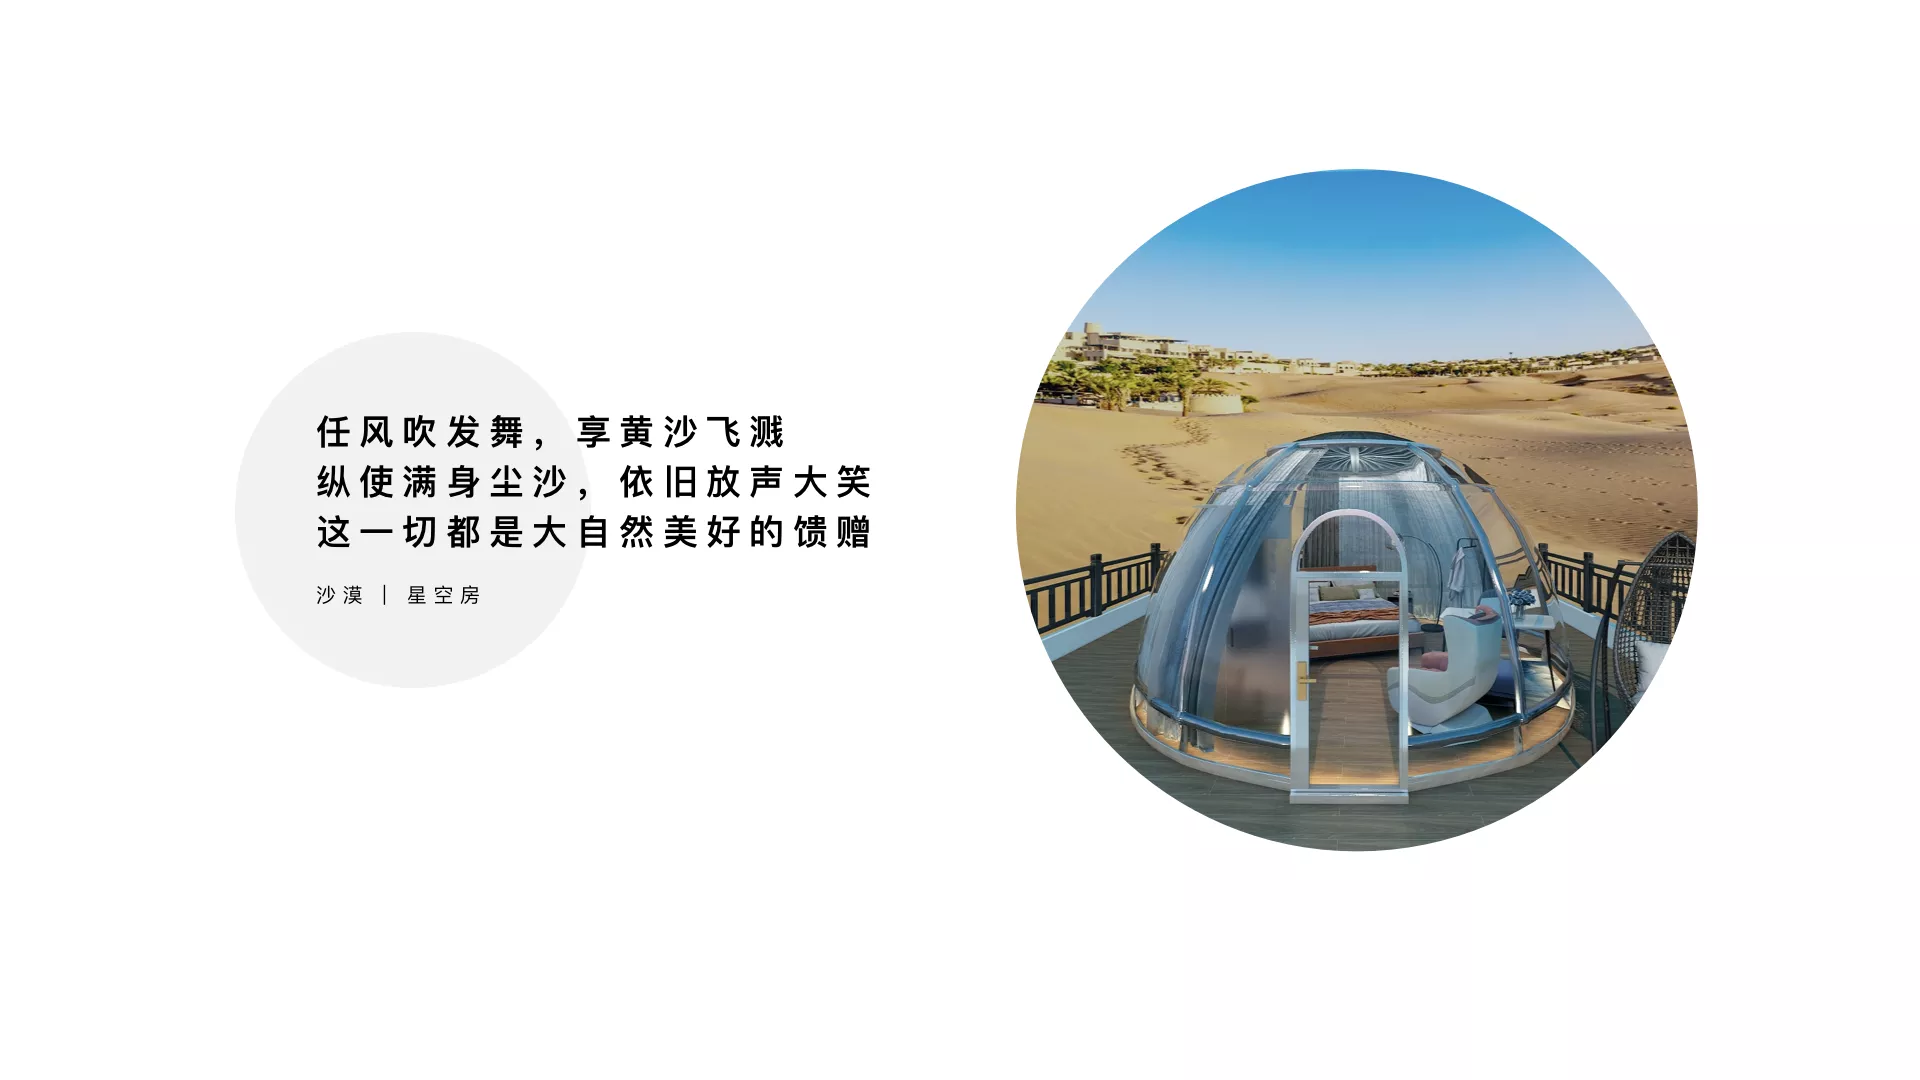 任风吹发舞，享黄沙飞溅
纵使满身尘沙，依旧放声大笑
这一切都是大自然美好的馈赠
沙漠 | 星空房